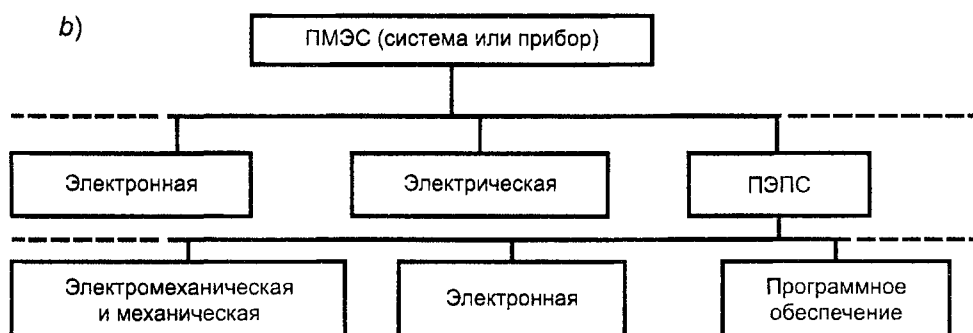 b)
ПМЭС (система или прибор)
Электронная
Электрическая
ПЭПС
Электромеханическая
и механическая
Электронная
Программное
обеспечение